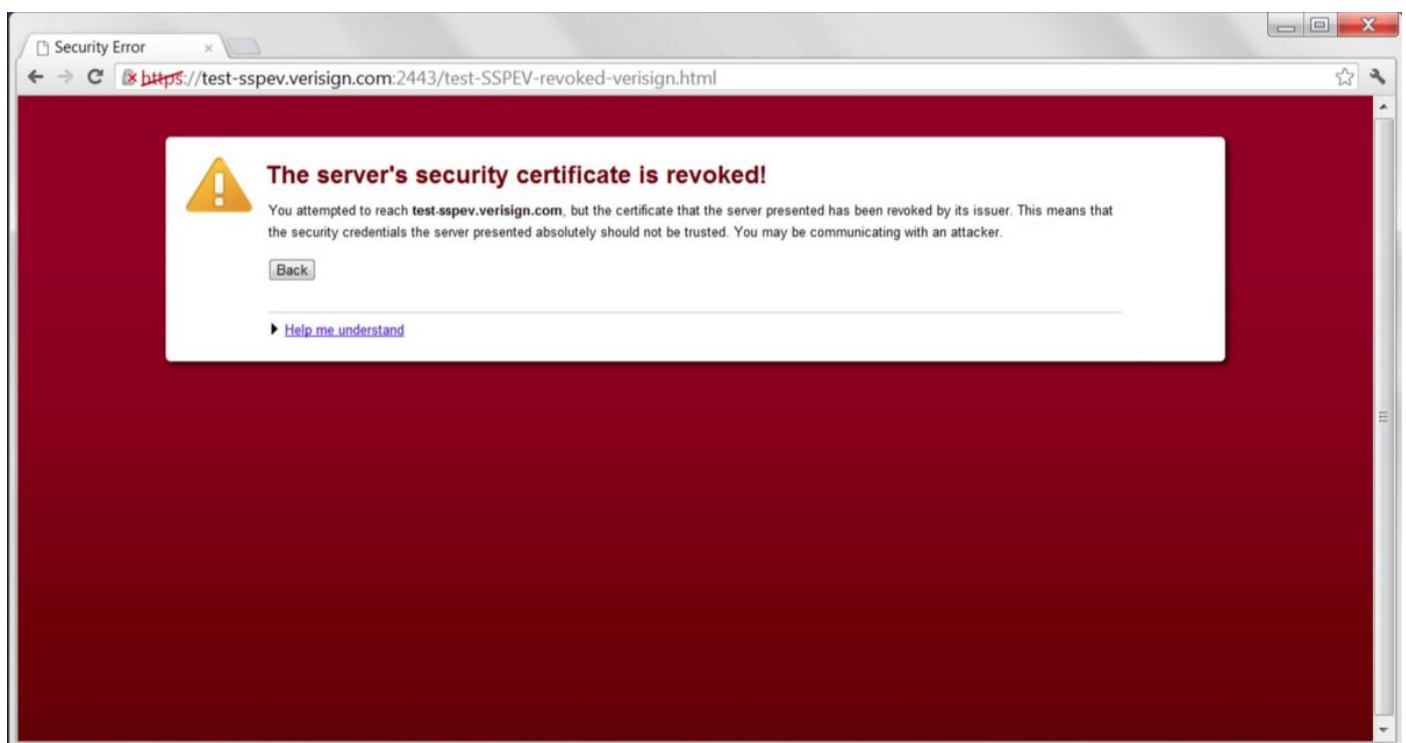 Security Error
https://test-sspev.verisign.com:2443/test-SSPEV-revoked-verisign.html
The server's security certificate is revoked!
You attempted to reach test-sspev.verisign.com, but the certificate that the server presented has been revoked by its issuer. This means that
the security credentials the server presented absolutely should not be trusted. You may be communicating with an attacker.
Back
Help me understand